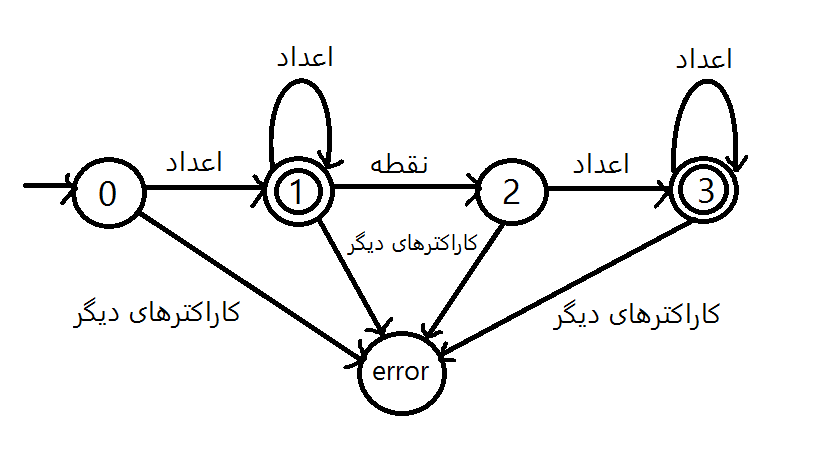 اعداد
اعداد
اعداد
نقطه
اعداد
0
1
2
3
کاراکترهای دیگر
کاراکترهای دیگر
کاراکترهای دیگر
error